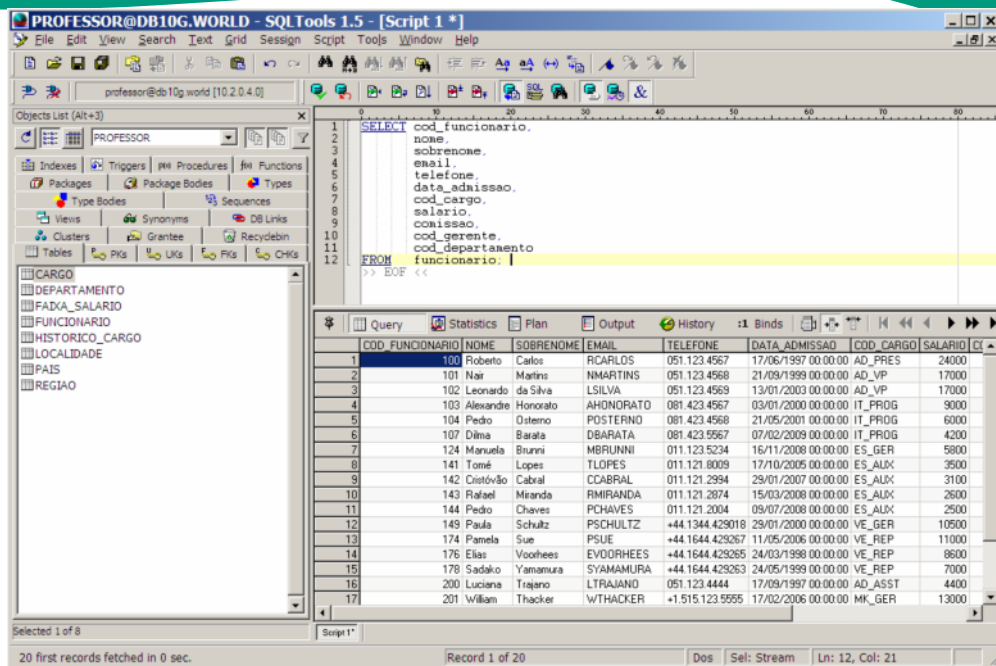 PROFESSOR@DB10G.WORLD - SQLTools 1.5 - [Script 1 *]
File Edit View Search Text Grid Session Script Tools Window Help
professor@db10g.world [10.2.0.4.0]
Objects List (Alt+3)
PROFESSOR
Indexes Triggers Procedures Functions
Packages Package Bodies Types
Type Bodies Sequences
Views Synonyms DB Links
Clusters Grantee Recyclebin
Tables PKs UKs FKs CHKs
CARGO
DEPARTAMENTO
FAIXA_SALARIO
FUNCIONARIO
HISTORICO_CARGO
LOCALIDADE
PAIS
REGIAO
Selected 1 of 8
0 10 20 30 40 50 60 70 80
1 SELECT cod_funcionario,
2 nome,
3 sobrenome,
4 email,
5 telefone,
6 data_admissao,
7 cod_cargo,
8 salario,
9 comissao,
10 cod_gerente,
11 cod_departamento
12 FROM funcionario;
>> EOF <<
Query Statistics Plan Output History :1 Binds
COD_FUNCIONARIO NOME SOBRENOME EMAIL TELEFONE DATA_ADMISSAO COD_CARGO SALARIO
1 100 Roberto Carlos RCARLOS 051.123.4567 17/06/1997 00:00:00 AD_PRES 24000
2 101 Nair Martins NMARTINS 051.123.4568 21/09/1999 00:00:00 AD_VP 17000
3 102 Leonardo da Silva LSILVA 051.123.4569 13/01/2003 00:00:00 AD_VP 17000
4 103 Alexandre Honorato AHONORATO 081.423.4567 03/01/2000 00:00:00 IT_PROG 9000
5 104 Pedro Osterno POSTERNO 081.423.4568 21/05/2001 00:00:00 IT_PROG 6000
6 107 Dilma Barata DBARATA 081.423.5567 07/02/2009 00:00:00 IT_PROG 4200
7 124 Manuela Brunni MBRUNNI 011.123.5234 16/11/2008 00:00:00 ES_GER 5800
8 141 Tomé Lopes TLOPES 011.121.8009 17/10/2005 00:00:00 ES_AUX 3500
9 142 Cristóvão Cabral CCABRAL 011.121.2994 29/01/2007 00:00:00 ES_AUX 3100
10 143 Rafael Miranda RMIRANDA 011.121.2874 15/03/2008 00:00:00 ES_AUX 2600
11 144 Pedro Chaves PCHAVES 011.121.2004 09/07/2008 00:00:00 ES_AUX 2500
12 149 Paula Schultz PSCHULTZ +44.1344.429018 29/01/2000 00:00:00 VE_GER 10500
13 174 Pamela Sue PSUE +44.1644.429267 11/05/2006 00:00:00 VE_REP 11000
14 176 Elias Voorhees EVOORHEES +44.1644.429265 24/03/1998 00:00:00 VE_REP 8600
15 178 Sadako Yamamura SYAMAMURA +44.1644.429263 24/05/1999 00:00:00 VE_REP 7000
16 200 Luciana Trajano LTRAJANO 051.123.4444 17/09/1997 00:00:00 AD_ASST 4400
17 201 William Thacker WTHACKER +1.515.123.5555 17/02/2006 00:00:00 MK_GER 13000
Script 1*
20 first records fetched in 0 sec. Record 1 of 20 Dos Sel: Stream Ln: 12, Col: 21